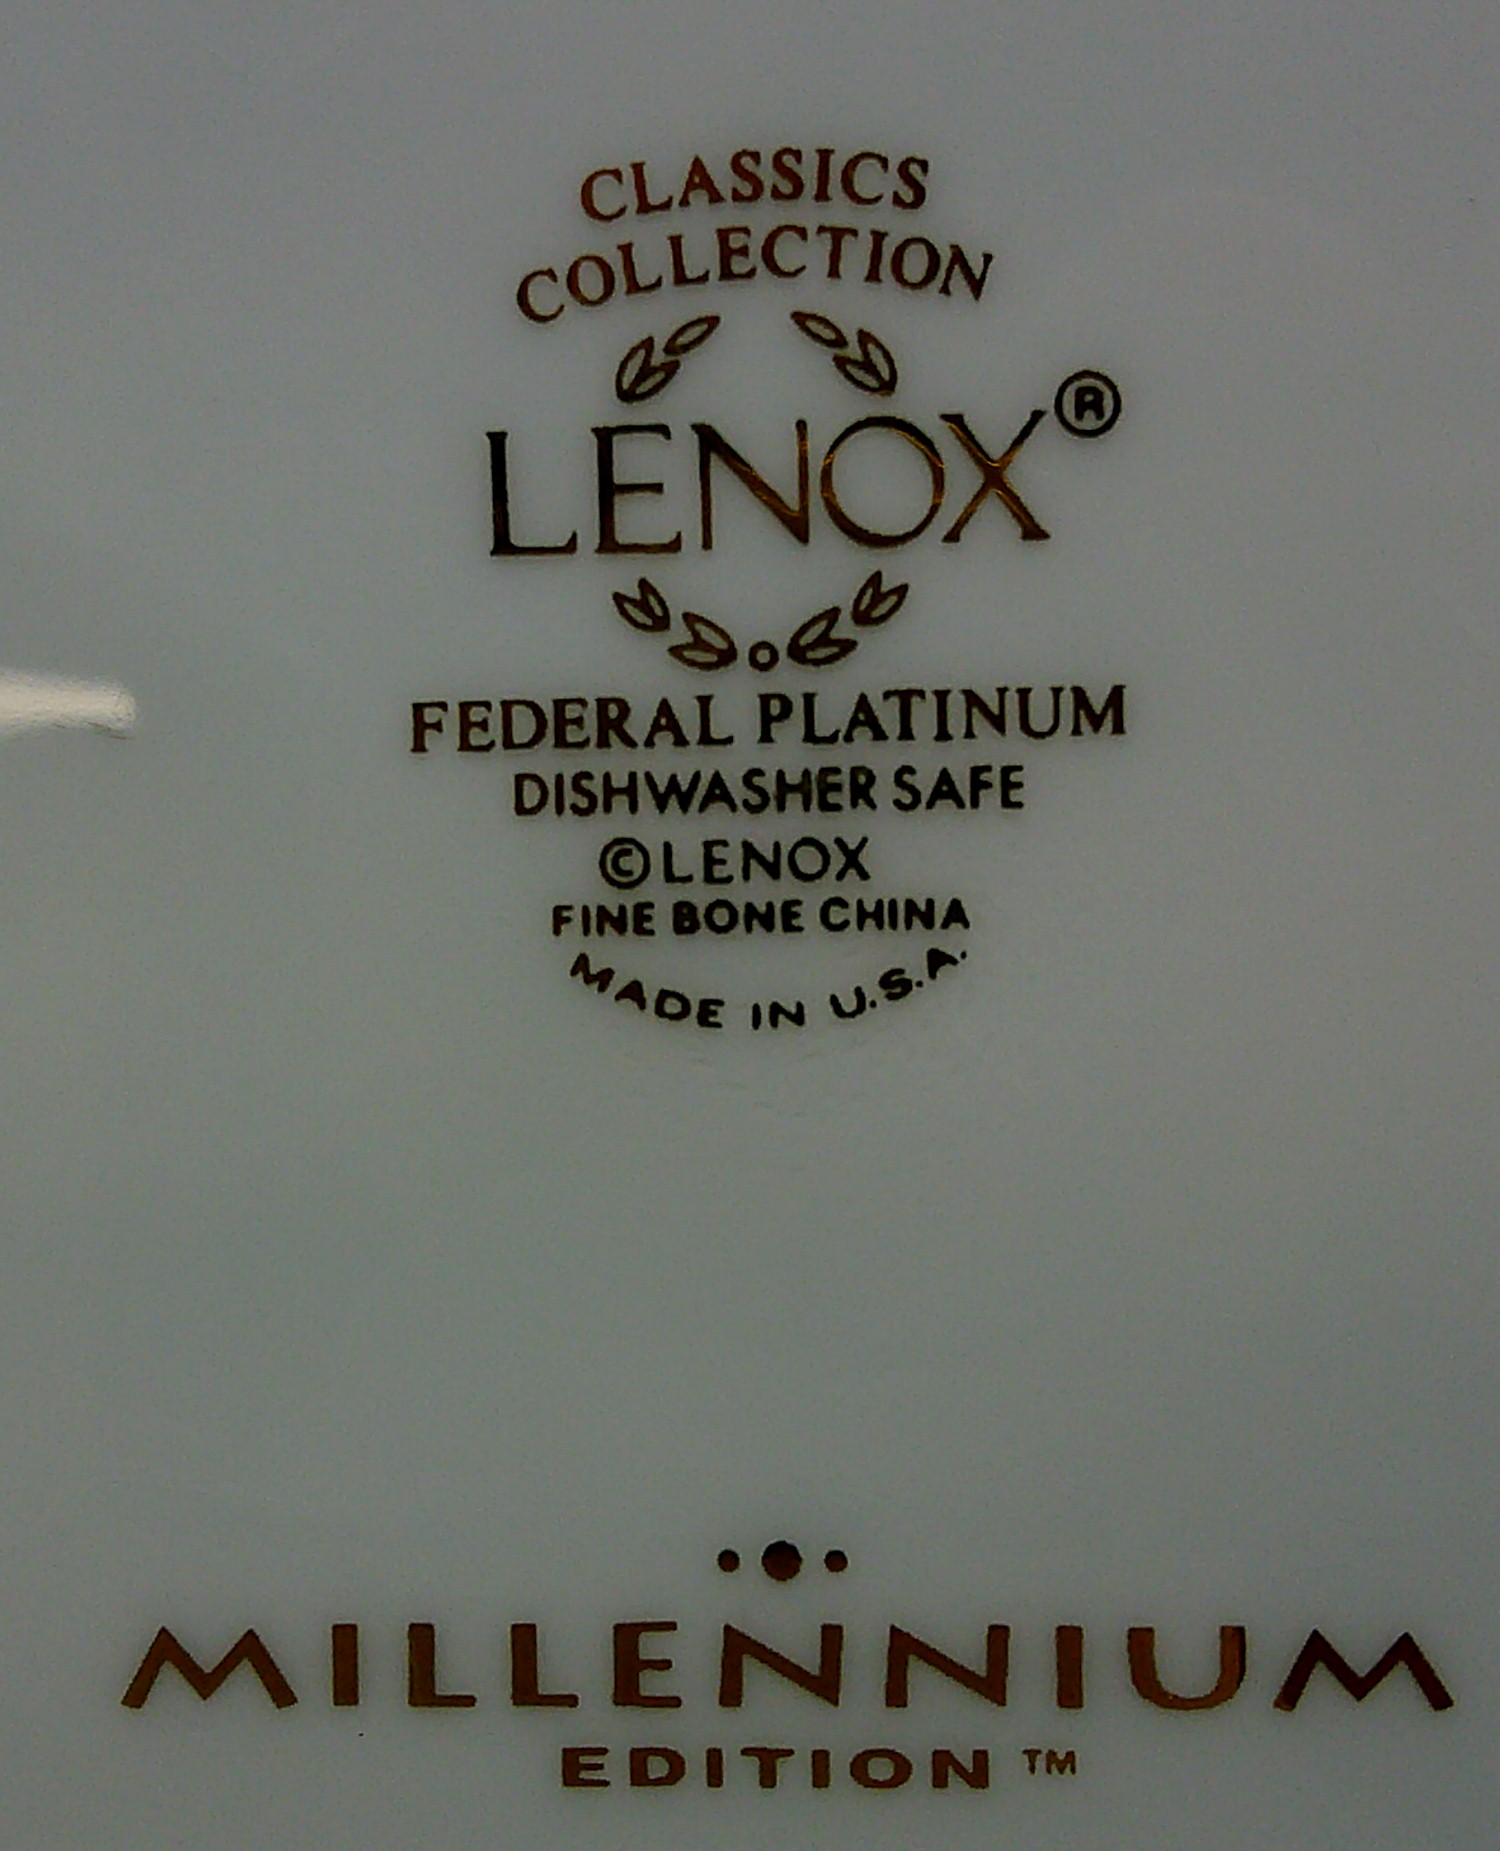 CLASSICS
COLLECTION
LENOX®
FEDERAL PLATINUM
DISHWASHER SAFE
©LENOX
FINE BONE CHINA
MADE IN U.S.A.
MILLENNIUM
EDITION™